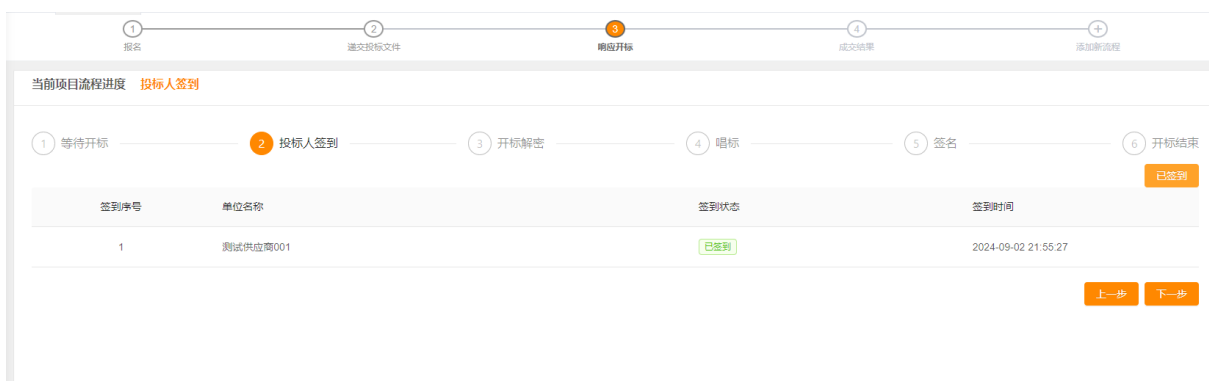 1 2 3 4 +
报名 递交投标文件 响应开标 成交结果 添加新流程
当前项目流程进度 投标人签到
1 等待开标 2 投标人签到 3 开标解密 4 唱标 5 签名 6 开标结束
已签到
签到序号 单位名称 签到状态 签到时间
1 测试供应商001 已签到 2024-09-02 21:55:27
上一步 下一步